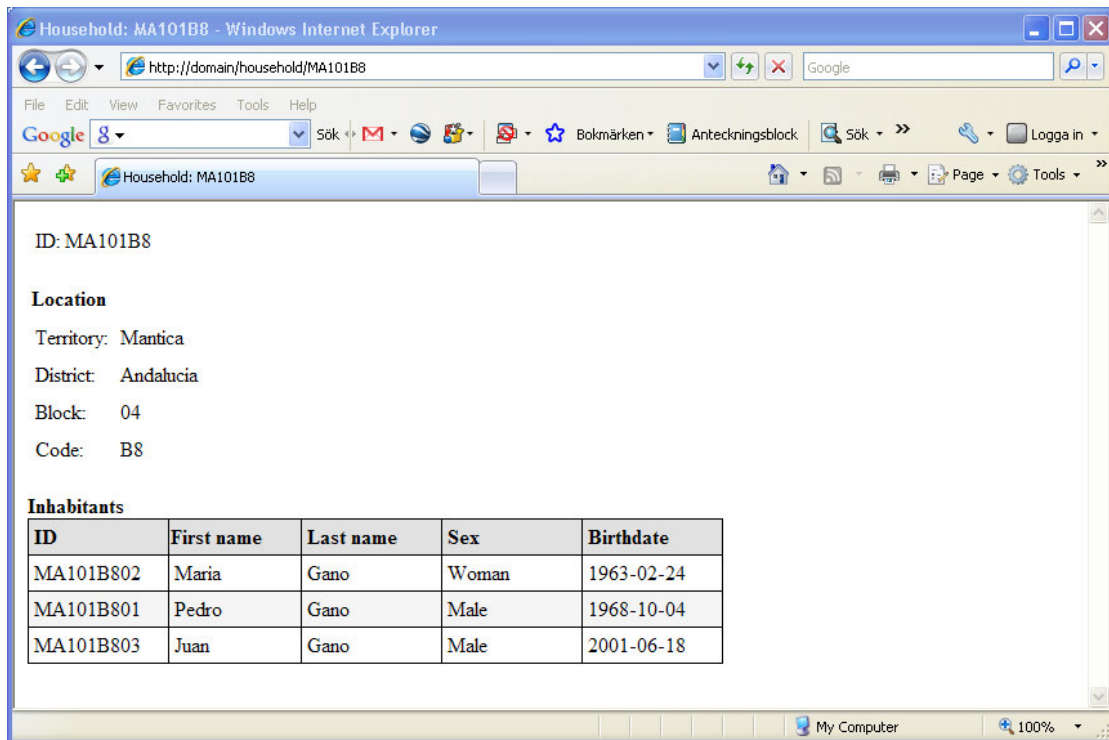 Household: MA101B8 - Windows Internet Explorer
http://domain/household/MA101B8
Google
File Edit View Favorites Tools Help
Google g Sök Bokmärken Anteckningsblock Sök » Logga in
Household: MA101B8 Page Tools »
ID: MA101B8
Location
Territory: Mantica
District: Andalucia
Block: 04
Code: B8
Inhabitants
ID First name Last name Sex Birthdate
MA101B802 Maria Gano Woman 1963-02-24
MA101B801 Pedro Gano Male 1968-10-04
MA101B803 Juan Gano Male 2001-06-18
My Computer 100%